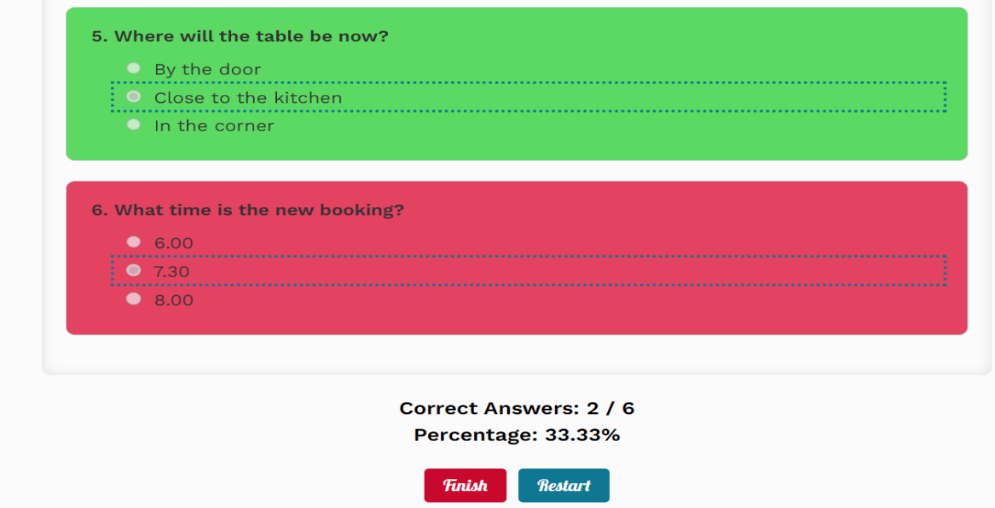 5. Where will the table be now?
By the door
Close to the kitchen
In the corner
6. What time is the new booking?
6.00
7.30
8.00
Correct Answers: 2 / 6
Percentage: 33.33%
Finish Restart